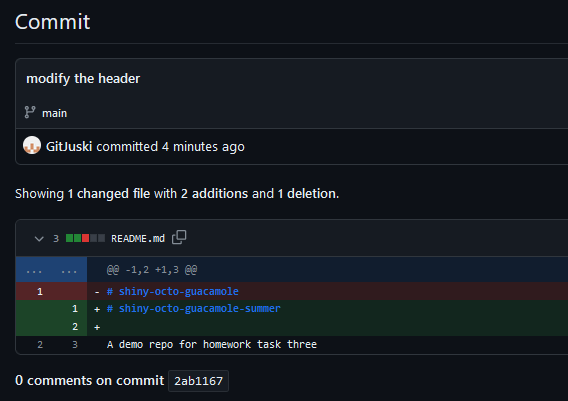 Commit
modify the header
main
GitJuski committed 4 minutes ago
Showing 1 changed file with 2 additions and 1 deletion.
3 README.md
... ... @@ -1,2 +1,3 @@
1 - # shiny-octo-guacamole
1 + # shiny-octo-guacamole-summer
2 +
2 3 A demo repo for homework task three
0 comments on commit 2ab1167